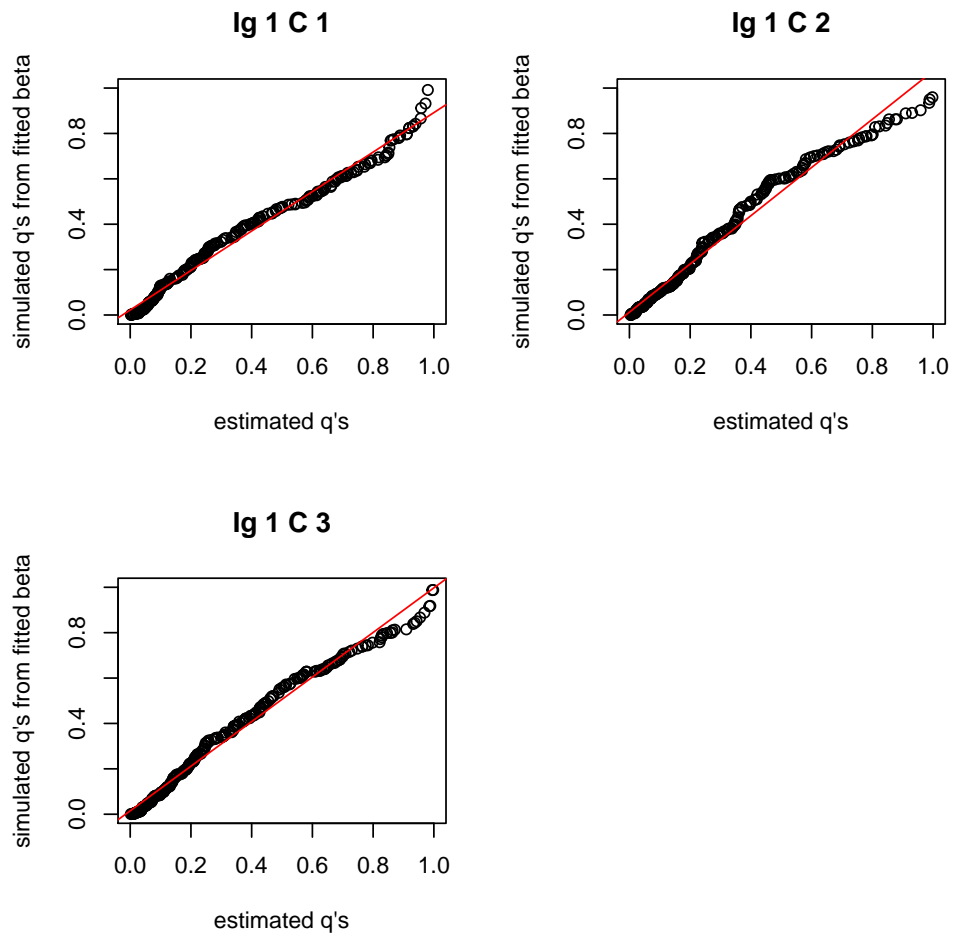 Ig 1 C 1
simulated q's from fitted beta
0.0 0.4 0.8
0.0 0.2 0.4 0.6 0.8 1.0
estimated q's
Ig 1 C 2
simulated q's from fitted beta
0.0 0.4 0.8
0.0 0.2 0.4 0.6 0.8 1.0
estimated q's
Ig 1 C 3
simulated q's from fitted beta
0.0 0.4 0.8
0.0 0.2 0.4 0.6 0.8 1.0
estimated q's